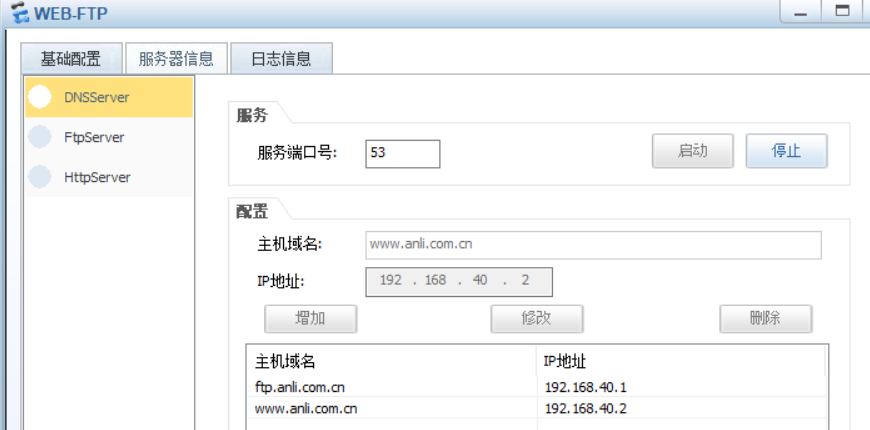 WEB-FTP
基础配置 服务器信息 日志信息
DNSServer
FtpServer
HttpServer
服务
服务端口号: 53 启动 停止
配置
主机域名: www.anli.com.cn
IP地址: 192 . 168 . 40 . 2
增加 修改 删除
主机域名 IP地址
ftp.anli.com.cn 192.168.40.1
www.anli.com.cn 192.168.40.2